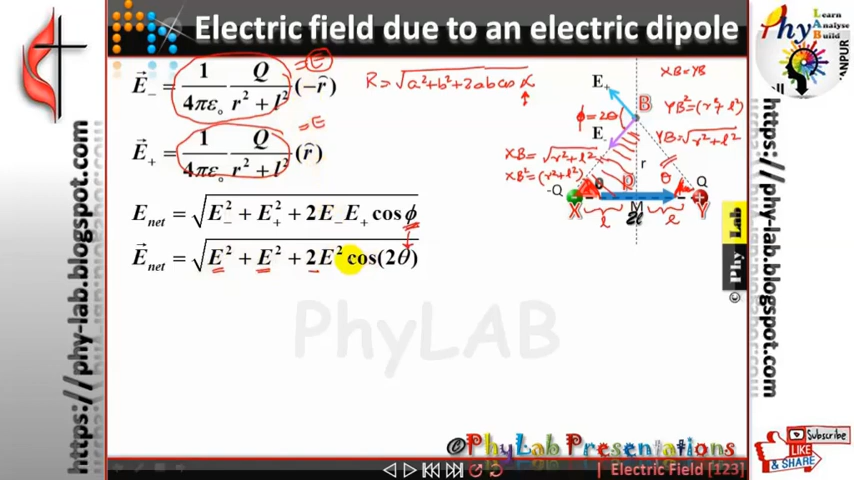 Electric field due to an electric dipole
Phy LAB
Learn
Analyse
Build
E⃗₋ = 1/4πε₀ Q/r² + l² (−r̂) = E
R = √a²+b²+2ab cos α
E⃗₊ = 1/4πε₀ Q/r² + l² (r̂) = E
E_net = √E₋² + E₊² + 2E₋E₊ cos ϕ
E⃗_net = √E² + E² + 2E² cos(2θ)
XB = YB
E₊
B
YB² = (r²+l²)
ϕ = 2θ
E
YB = √r²+l²
XB = √r²+l²
XB² = (r²+l²)
r
θ
θ
-Q
Q
X
l
M
2l
l
Y
PhyLAB
© Phy Lab
https://phy-lab.blogspot.com
https://phy-lab.blogspot.com
©PhyLab Presentations
Electric Field [123]
Subscribe
LIKE
& SHARE